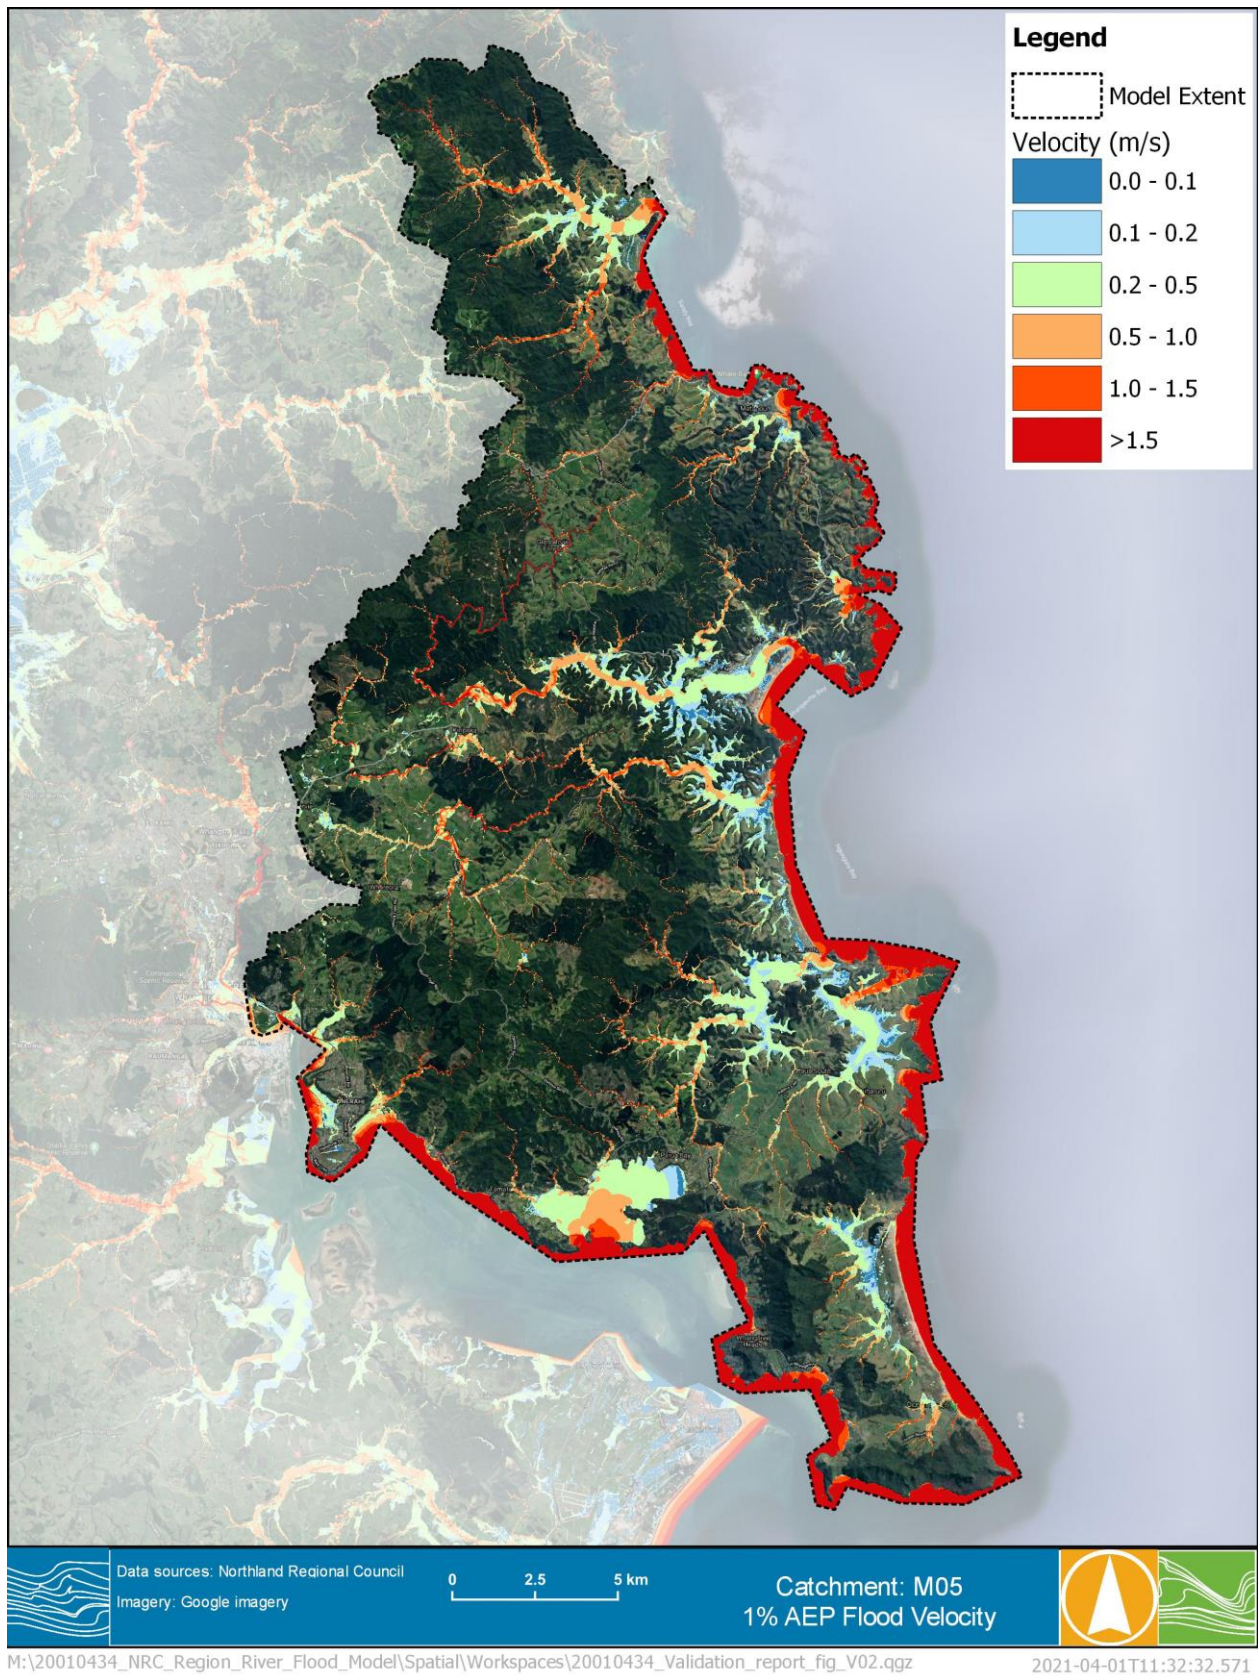 Legend
Model Extent
Velocity (m/s)
0.0 - 0.1
0.1 - 0.2
0.2 - 0.5
0.5 - 1.0
1.0 - 1.5
>1.5
Data sources: Northland Regional Council
Imagery: Google imagery
0 2.5 5 km
Catchment: M05
1% AEP Flood Velocity
M:\20010434_NRC_Region_River_Flood_Model\Spatial\Workspaces\20010434_Validation_report_fig_V02.qgz
2021-04-01T11:32:32.571